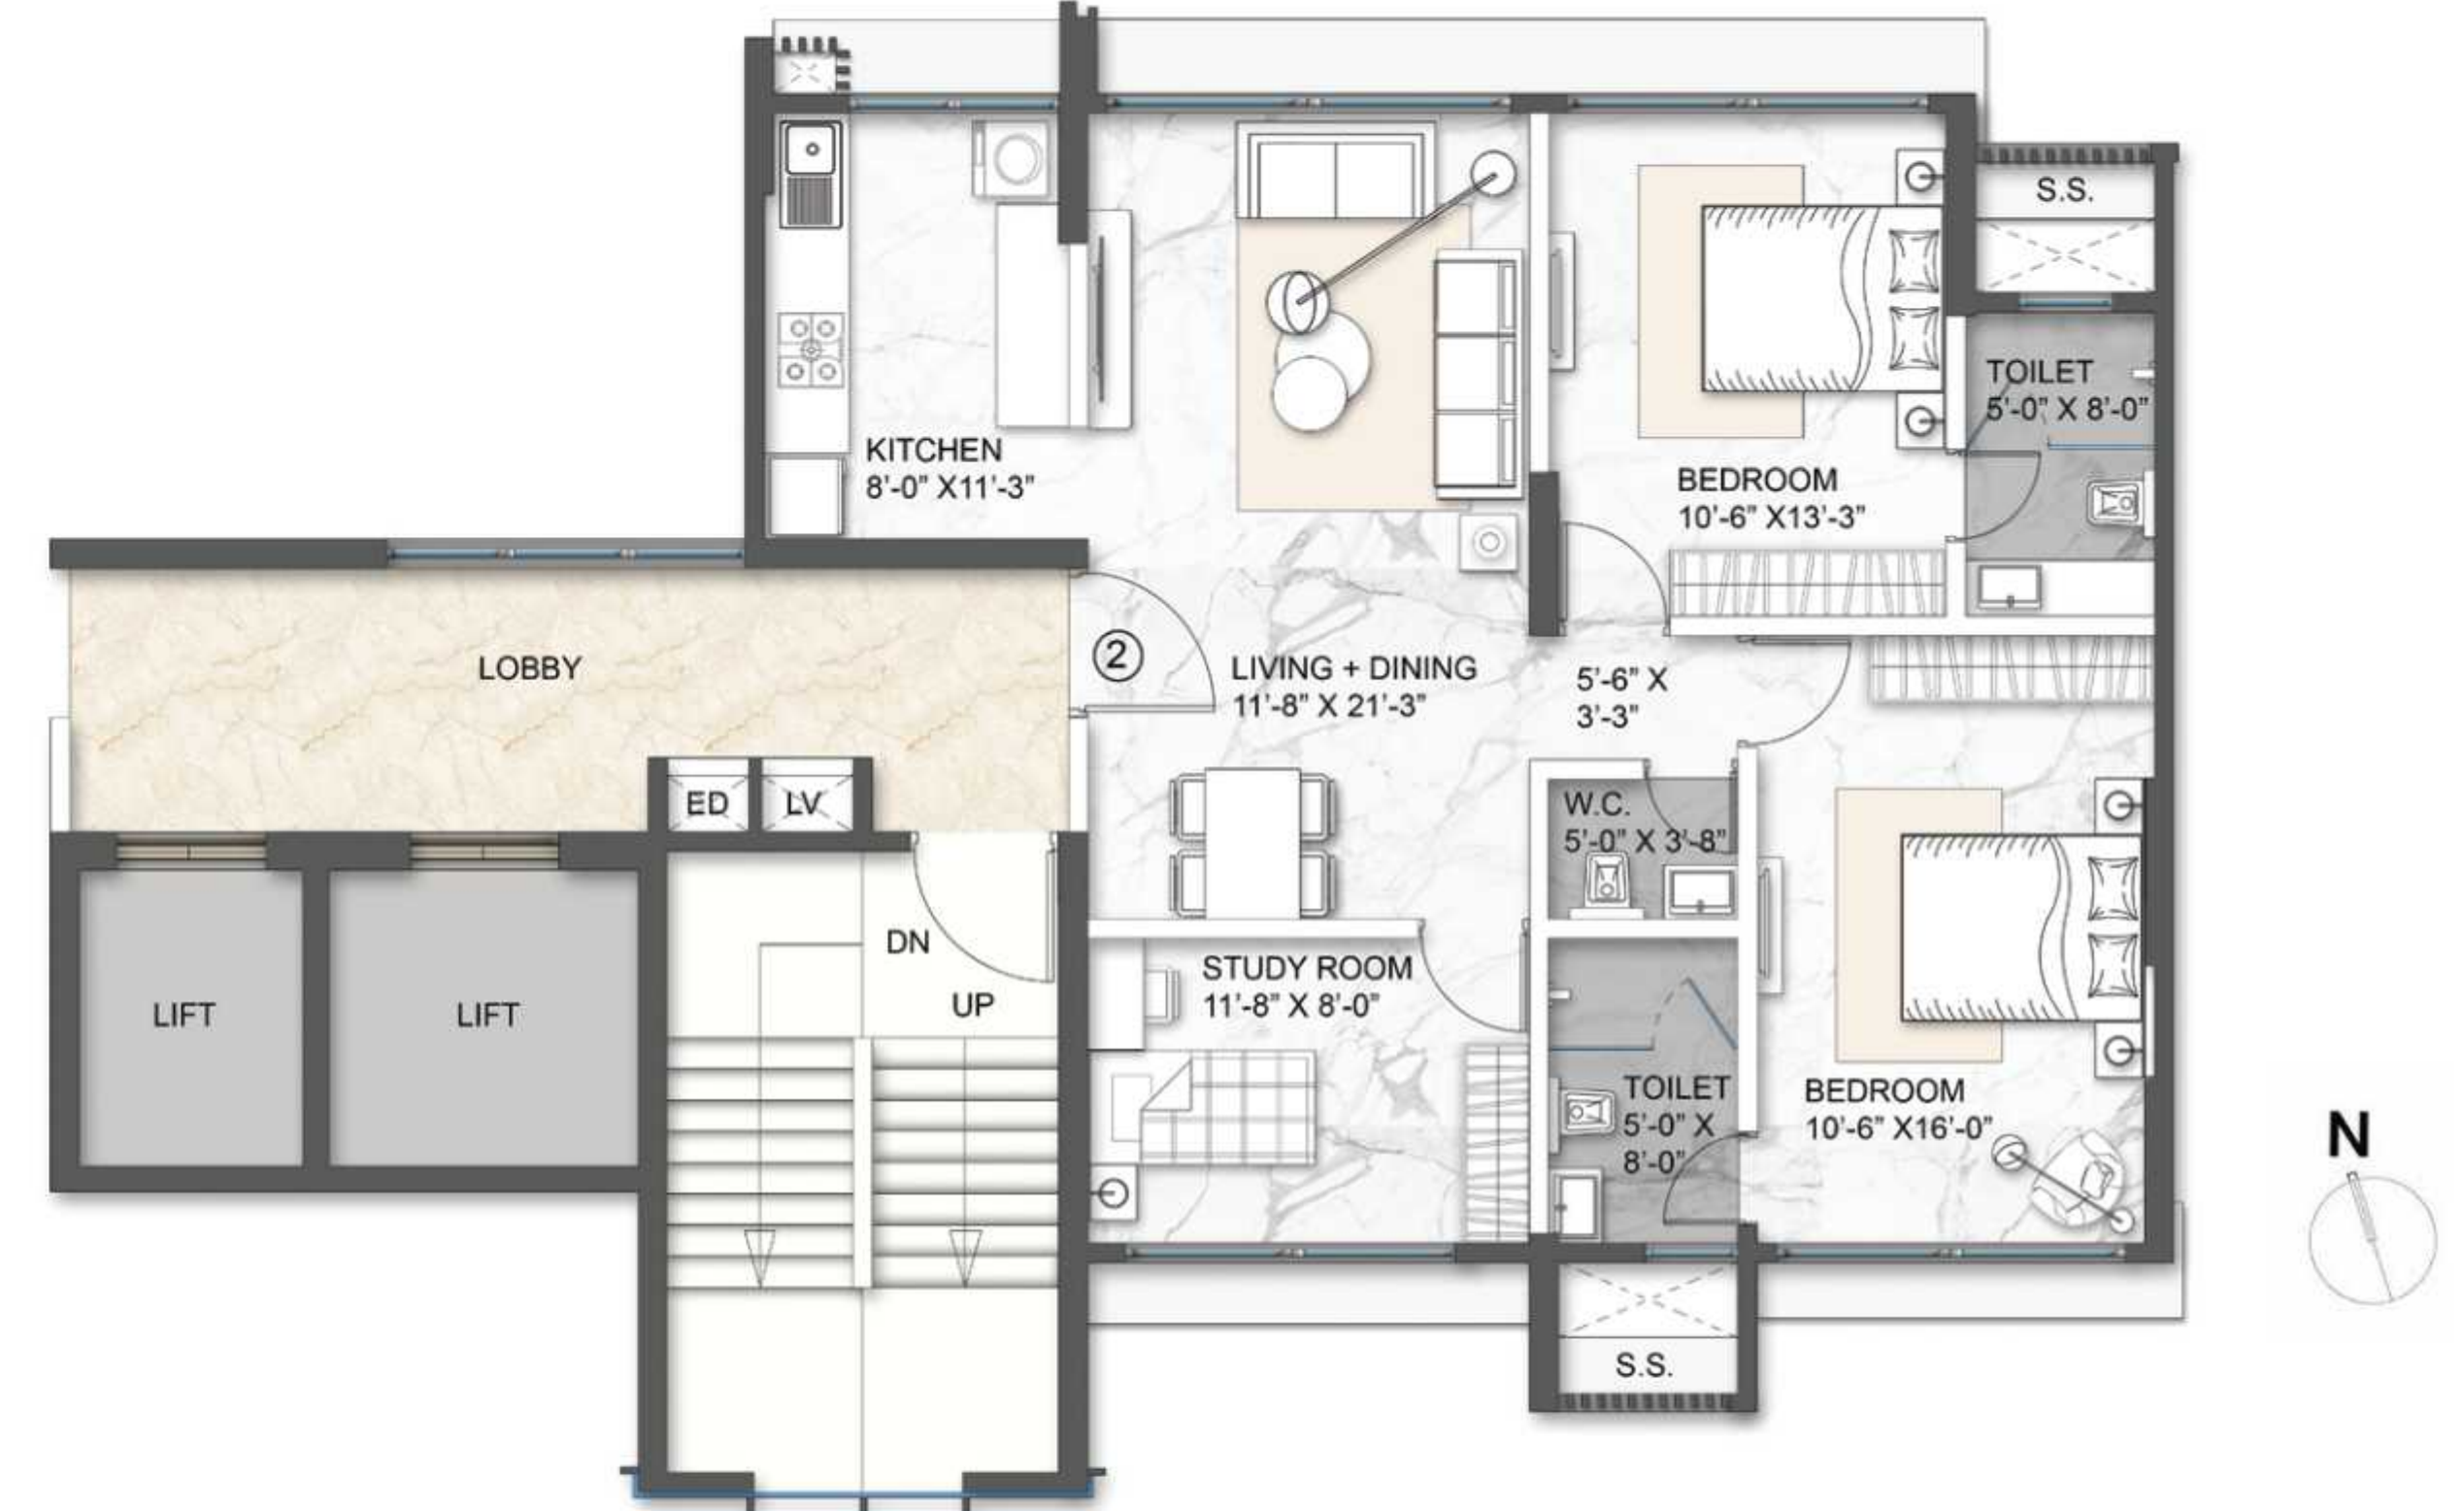 S.S.
TOILET
5'-0” X 8'-0”
KITCHEN
8'-0” X11'-3”
BEDROOM
10'-6” X13'-3”
LOBBY
2
LIVING + DINING
11'-8” X 21'-3”
5'-6” X
3'-3”
ED
LV
W.C.
5'-0” X 3'-8”
DN
UP
LIFT
LIFT
STUDY ROOM
11'-8” X 8'-0”
TOILET
5'-0” X
8'-0”
BEDROOM
10'-6” X16'-0”
N
S.S.